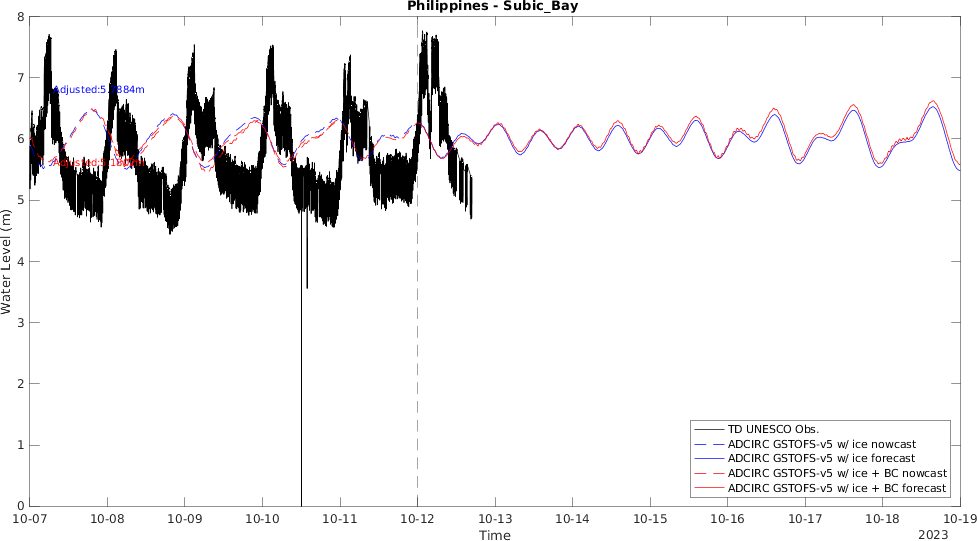 Philippines - Subic_Bay
8
7
6
5
4
3
2
1
0
Water Level (m)
TD UNESCO Obs.
ADCIRC GSTOFS-v5 w/ ice nowcast
ADCIRC GSTOFS-v5 w/ ice forecast
ADCIRC GSTOFS-v5 w/ ice + BC nowcast
ADCIRC GSTOFS-v5 w/ ice + BC forecast
10-07
10-08
10-09
10-10
10-11
10-12
10-13
10-14
10-15
10-16
10-17
10-18
10-19
Time
2023